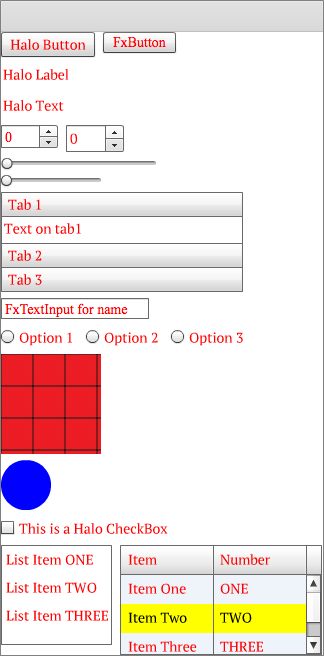 Halo Button FxButton
Halo Label
Halo Text
0 0
Tab 1
Text on tab1
Tab 2
Tab 3
FxTextInput for name
Option 1 Option 2 Option 3
This is a Halo CheckBox
List Item ONE
List Item TWO
List Item THREE
Item Number
Item One ONE
Item Two TWO
Item Three THREE